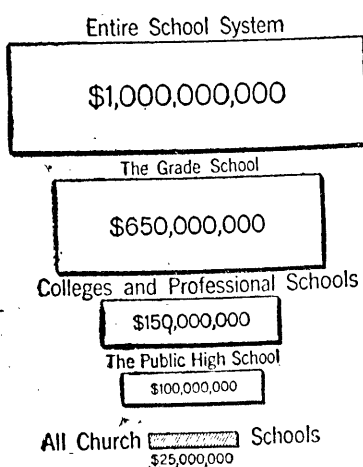 Entire School System
$1,000,000,000
The Grade School
$650,000,000
Colleges and Professional Schools
$150,000,000
The Public High School
$100,000,000
All Church Schools
$25,000,000